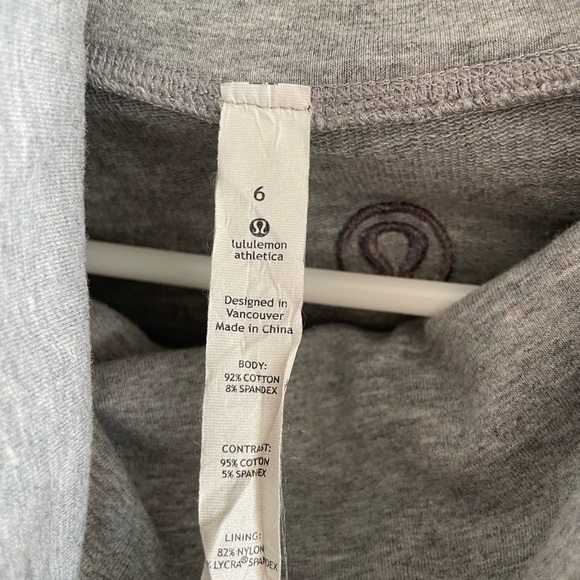 6
lululemon
athletica
Designed in
Vancouver
Made in China
BODY:
92% COTTON
8% SPANDEX
CONTRAST:
95% COTTON
5% SPANDEX
LINING:
82% NYLON
% LYCRA® SPANDEX